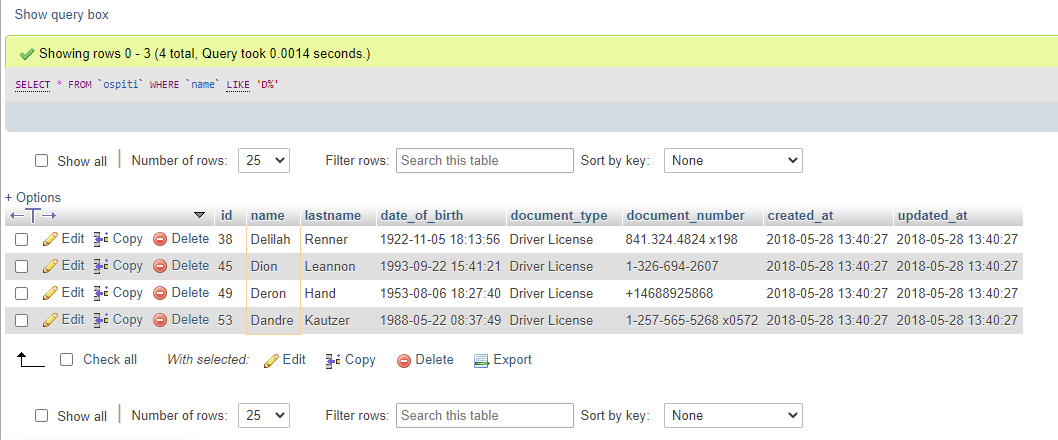 Show query box
Showing rows 0 - 3 (4 total, Query took 0.0014 seconds.)
SELECT * FROM `ospiti` WHERE `name` LIKE 'D%'
Show all Number of rows: 25 Filter rows: Search this table Sort by key: None
+ Options
←T→ id name lastname date_of_birth document_type document_number created_at updated_at
Edit Copy Delete 38 Delilah Renner 1922-11-05 18:13:56 Driver License 841.324.4824 x198 2018-05-28 13:40:27 2018-05-28 13:40:27
Edit Copy Delete 45 Dion Leannon 1993-09-22 15:41:21 Driver License 1-326-694-2607 2018-05-28 13:40:27 2018-05-28 13:40:27
Edit Copy Delete 49 Deron Hand 1953-08-06 18:27:40 Driver License +14688925868 2018-05-28 13:40:27 2018-05-28 13:40:27
Edit Copy Delete 53 Dandre Kautzer 1988-05-22 08:37:49 Driver License 1-257-565-5268 x0572 2018-05-28 13:40:27 2018-05-28 13:40:27
Check all With selected: Edit Copy Delete Export
Show all Number of rows: 25 Filter rows: Search this table Sort by key: None